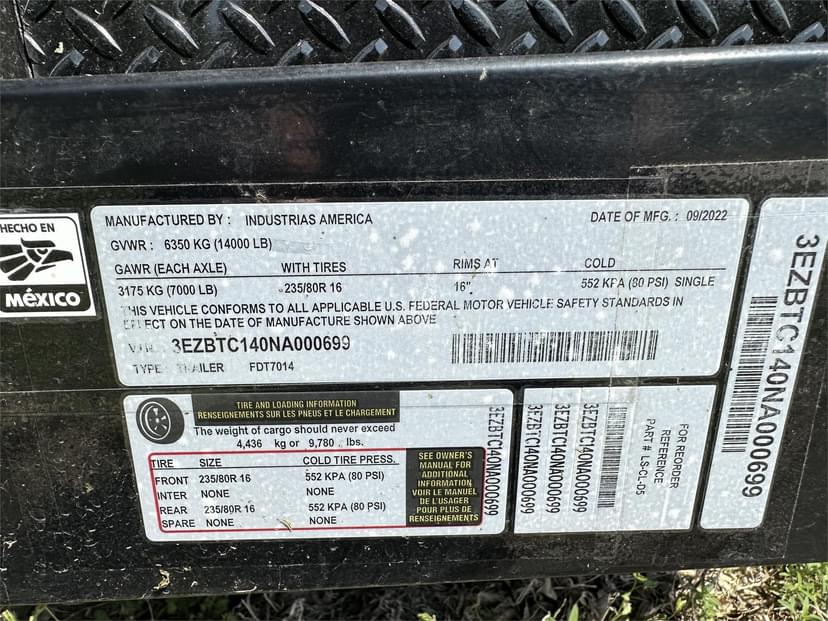 HECHO EN
MÉXICO
MANUFACTURED BY : INDUSTRIAS AMERICA
DATE OF MFG. : 09/2022
GVWR : 6350 KG (14000 LB)
GAWR (EACH AXLE) WITH TIRES RIMS AT COLD
3175 KG (7000 LB) 235/80R 16 16" 552 KPA (80 PSI) SINGLE
THIS VEHICLE CONFORMS TO ALL APPLICABLE U.S. FEDERAL MOTOR VEHICLE SAFETY STANDARDS IN
EFFECT ON THE DATE OF MANUFACTURE SHOWN ABOVE
V.I.N. 3EZBTC140NA000699
TYPE TRAILER FDT7014
TIRE AND LOADING INFORMATION
RENSEIGNEMENTS SUR LES PNEUS ET LE CHARGEMENT
The weight of cargo should never exceed
4,436 kg or 9,780 lbs.
TIRE SIZE COLD TIRE PRESS.
FRONT 235/80R 16 552 KPA (80 PSI)
INTER NONE NONE
REAR 235/80R 16 552 KPA (80 PSI)
SPARE NONE NONE
SEE OWNER'S
MANUAL FOR
ADDITIONAL
INFORMATION
VOIR LE MANUEL
DE L'USAGER
POUR PLUS DE
RENSEIGNEMENTS
3EZBTC140NA000699
3EZBTC140NA000699
3EZBTC140NA000699
3EZBTC140NA000699
FOR REORDER
REFERENCE
PART # LS-CL-05
3EZBTC140NA000699